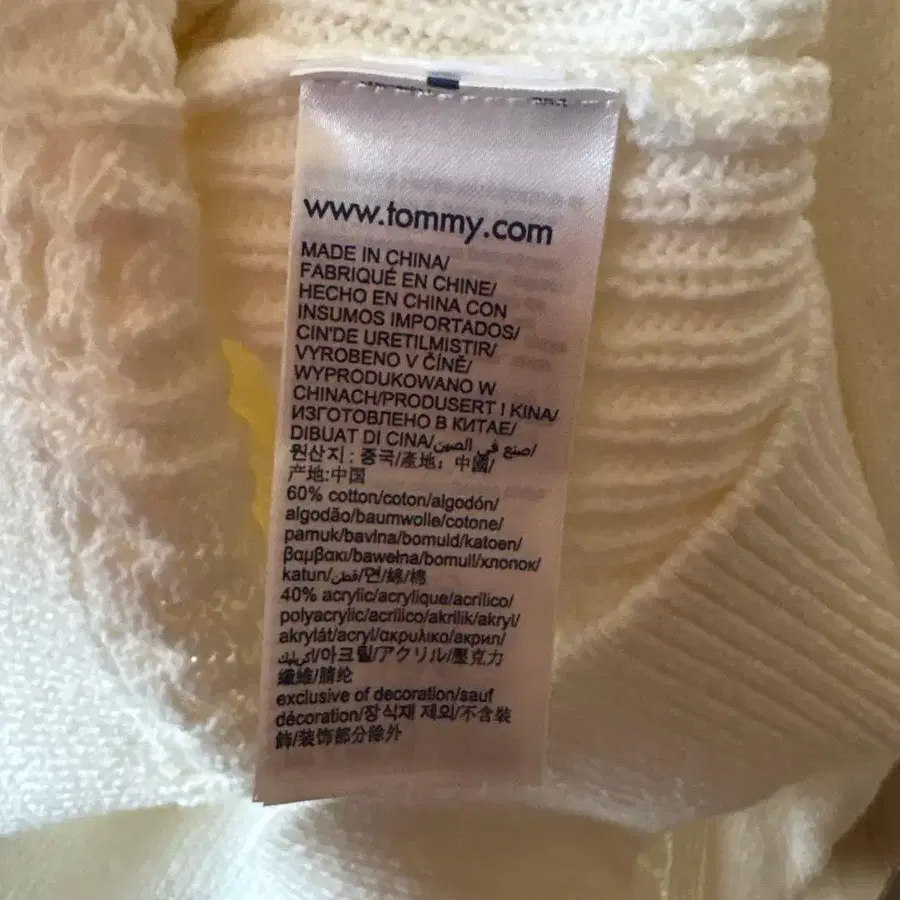 www.tommy.com
MADE IN CHINA/
FABRIQUÉ EN CHINE/
HECHO EN CHINA CON
INSUMOS IMPORTADOS/
CIN'DE URETILMISTIR/
VYROBENO V ČÍNĚ/
WYPRODUKOWANO W
CHINACH/PRODUSERT I KINA/
ИЗГОТОВЛЕНО В КИТАЕ/
DIBUAT DI CINA/صنع في الصين/
원산지 : 중국/產地：中國/
产地:中国
60% cotton/coton/algodón/
algodão/baumwolle/cotone/
pamuk/bavlna/bomuld/katoen/
βαμβακι/bawełna/bomull/хлопок/
katun/قطن/면/綿/棉
40% acrylic/acrylique/acrílico/
polyacrylic/acrilico/akrilik/akryl/
akrylát/acryl/ακρυλικο/акрил/
اكريليك/아크릴/アクリル/壓克力
纖維/腈纶
exclusive of decoration/sauf
décoration/장식재 제외/不含裝
飾/装饰部分除外